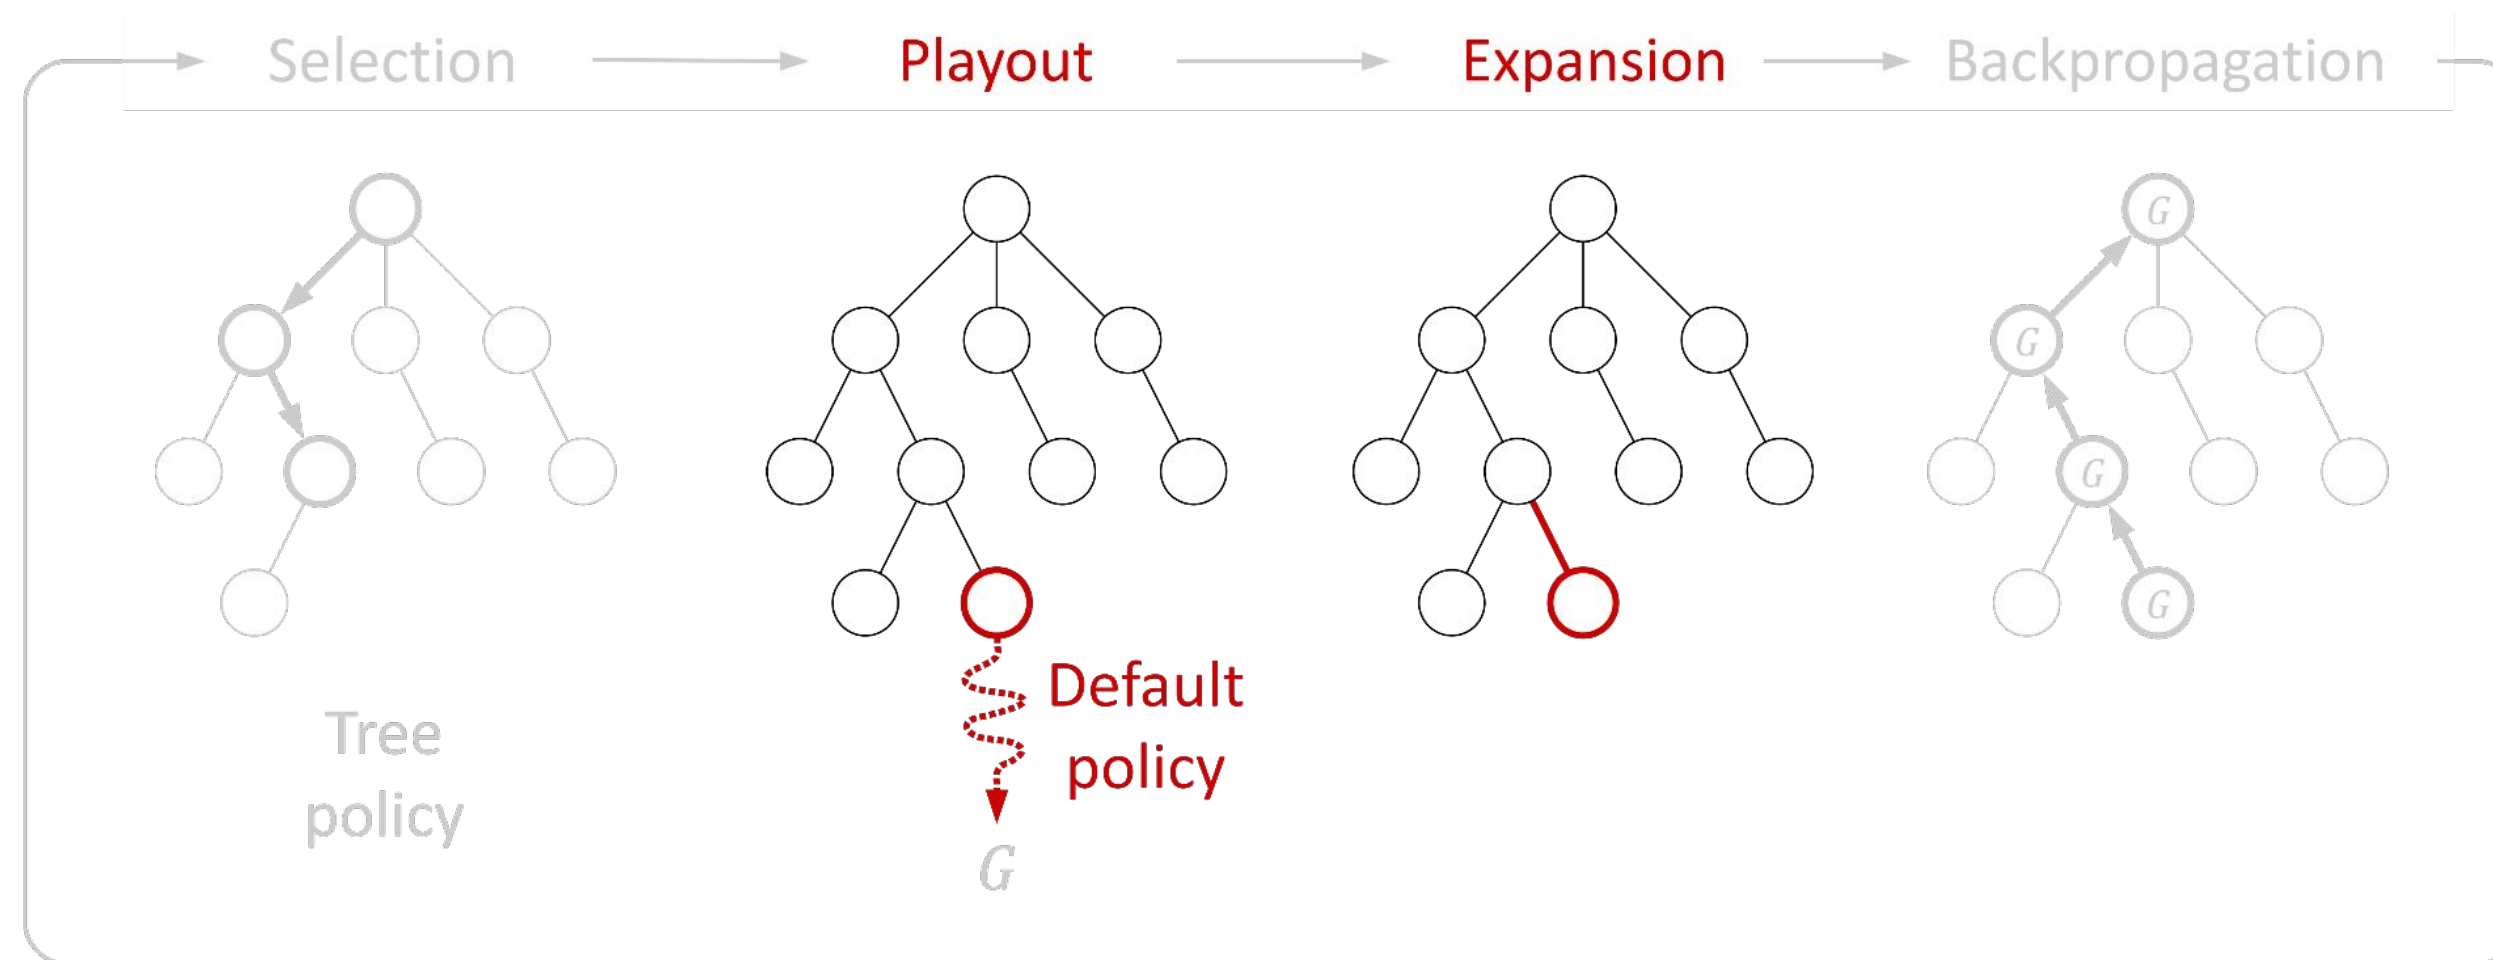 Selection
Playout
Expansion
Backpropagation
G
G
G
G
Default
policy
Tree
policy
G